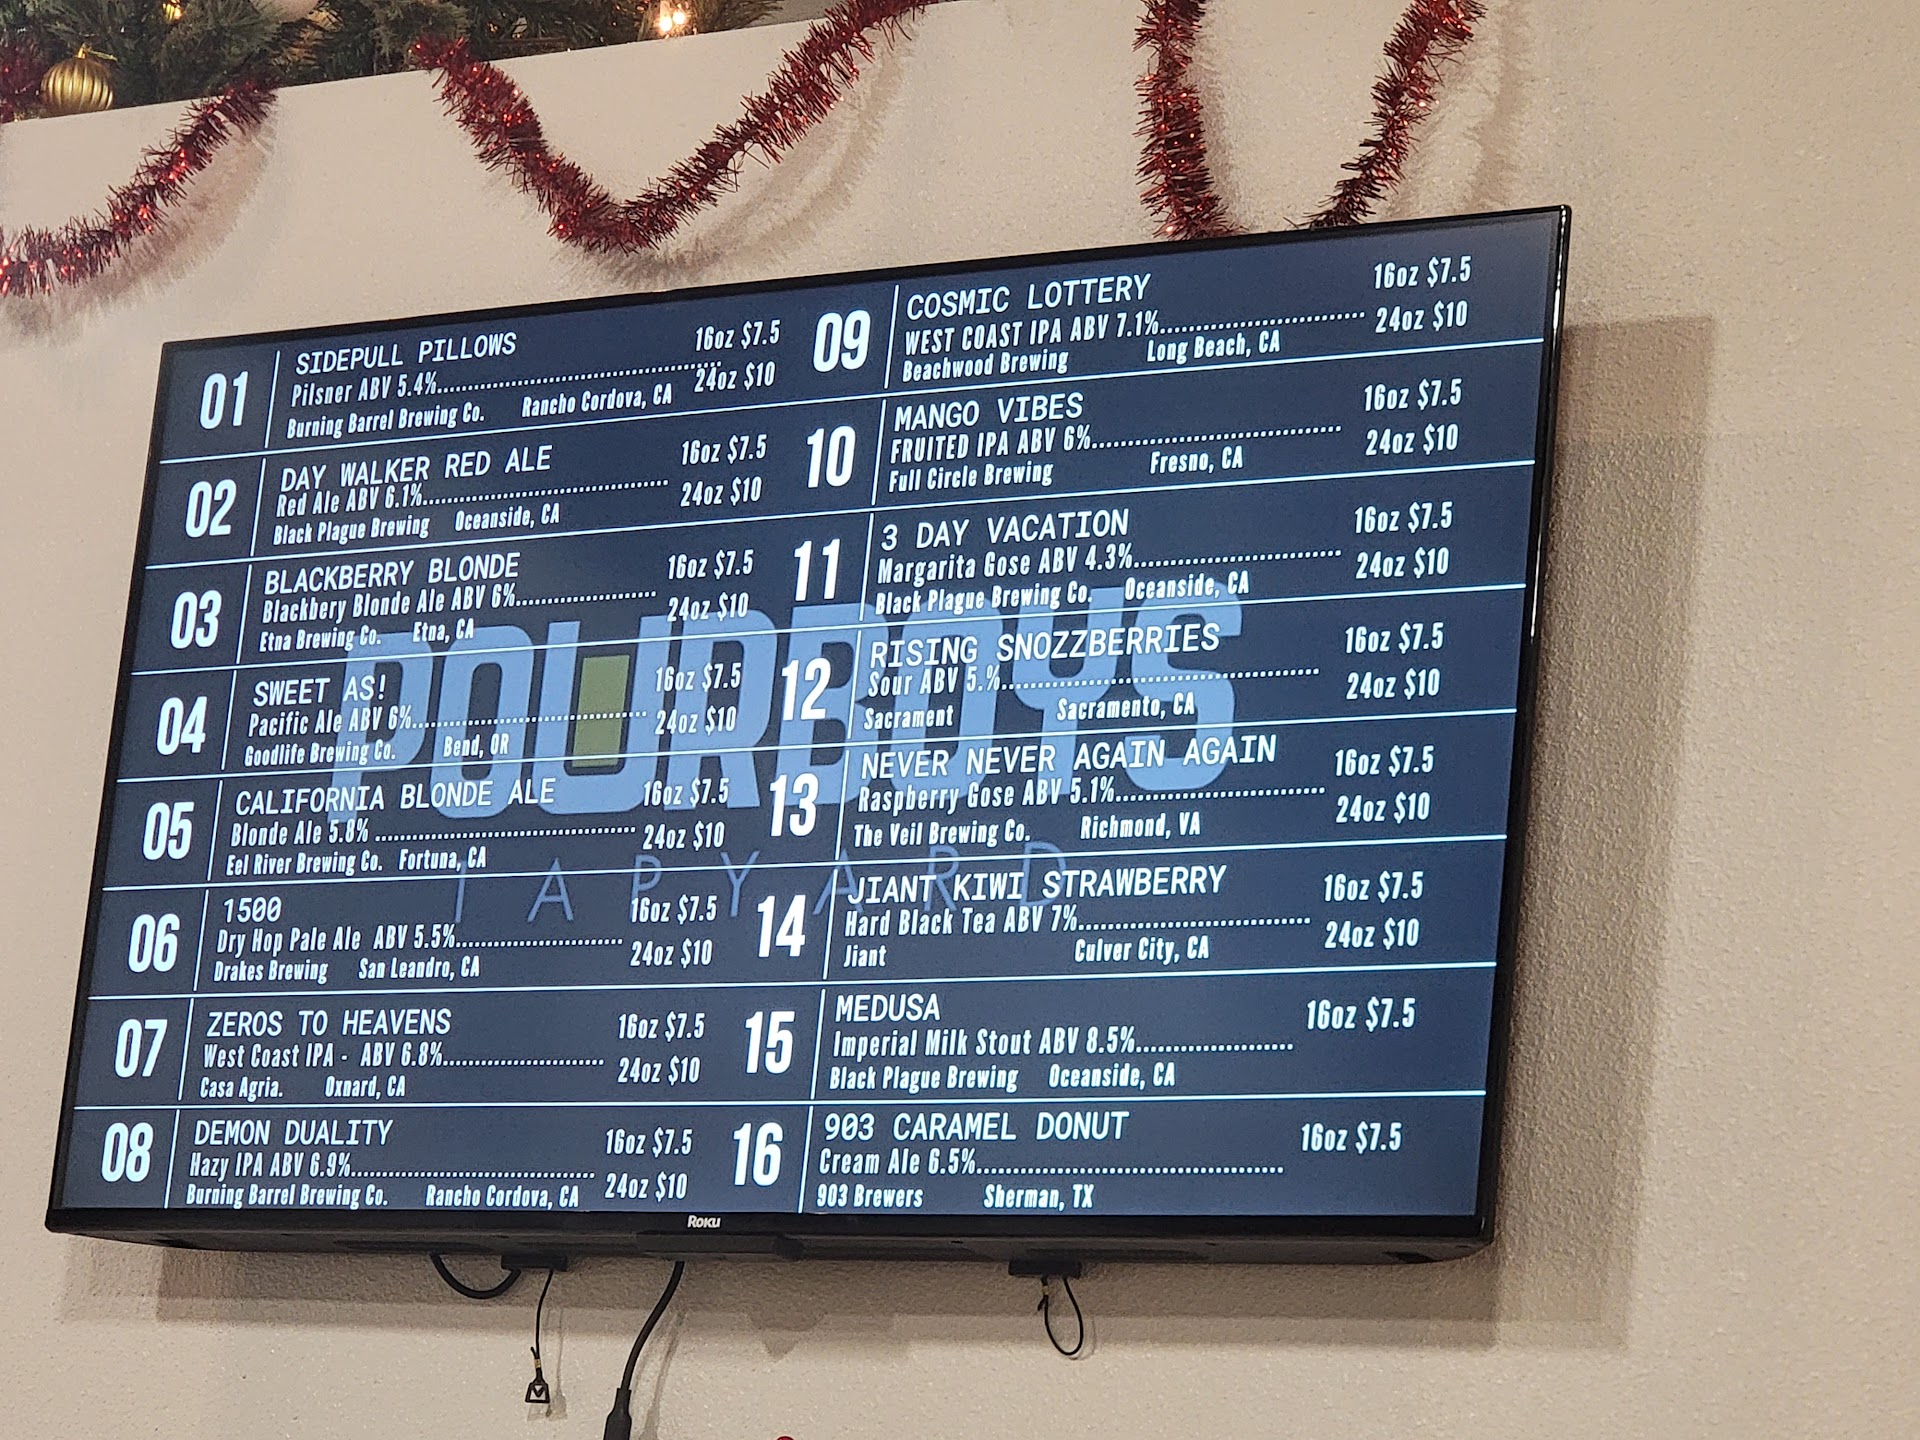 01
SIDEPULL PILLOWS 16oz $7.5
Pilsner ABV 5.4%........................................ 24oz $10
Burning Barrel Brewing Co. Rancho Cordova, CA
02
DAY WALKER RED ALE 16oz $7.5
Red Ale ABV 6.1%........................................ 24oz $10
Black Plague Brewing Oceanside, CA
03
BLACKBERRY BLONDE 16oz $7.5
Blackbery Blonde Ale ABV 6%........................ 24oz $10
Etna Brewing Co. Etna, CA
04
SWEET AS! 16oz $7.5
Pacific Ale ABV 6%........................................ 24oz $10
Goodlife Brewing Co. Bend, OR
05
CALIFORNIA BLONDE ALE 16oz $7.5
Blonde Ale 5.8% ........................................ 24oz $10
Eel River Brewing Co. Fortuna, CA
06
1500 16oz $7.5
Dry Hop Pale Ale ABV 5.5%........................ 24oz $10
Drakes Brewing San Leandro, CA
07
ZEROS TO HEAVENS 16oz $7.5
West Coast IPA - ABV 6.8%........................ 24oz $10
Casa Agria. Oxnard, CA
08
DEMON DUALITY 16oz $7.5
Hazy IPA ABV 6.9%........................................ 24oz $10
Burning Barrel Brewing Co. Rancho Cordova, CA
09
COSMIC LOTTERY 16oz $7.5
WEST COAST IPA ABV 7.1%................................ 24oz $10
Beachwood Brewing Long Beach, CA
10
MANGO VIBES 16oz $7.5
FRUITED IPA ABV 6%........................................ 24oz $10
Full Circle Brewing Fresno, CA
11
3 DAY VACATION 16oz $7.5
Margarita Gose ABV 4.3%................................ 24oz $10
Black Plague Brewing Co. Oceanside, CA
12
RISING SNOZZBERRIES 16oz $7.5
Sour ABV 5.%................................................ 24oz $10
Sacrament Sacramento, CA
13
NEVER NEVER AGAIN AGAIN 16oz $7.5
Raspberry Gose ABV 5.1%................................ 24oz $10
The Veil Brewing Co. Richmond, VA
14
JIANT KIWI STRAWBERRY 16oz $7.5
Hard Black Tea ABV 7%................................ 24oz $10
Jiant Culver City, CA
15
MEDUSA 16oz $7.5
Imperial Milk Stout ABV 8.5%........................
Black Plague Brewing Oceanside, CA
16
903 CARAMEL DONUT 16oz $7.5
Cream Ale 6.5%................................................
903 Brewers Sherman, TX
POURBOYS
TAPYARD
Roku